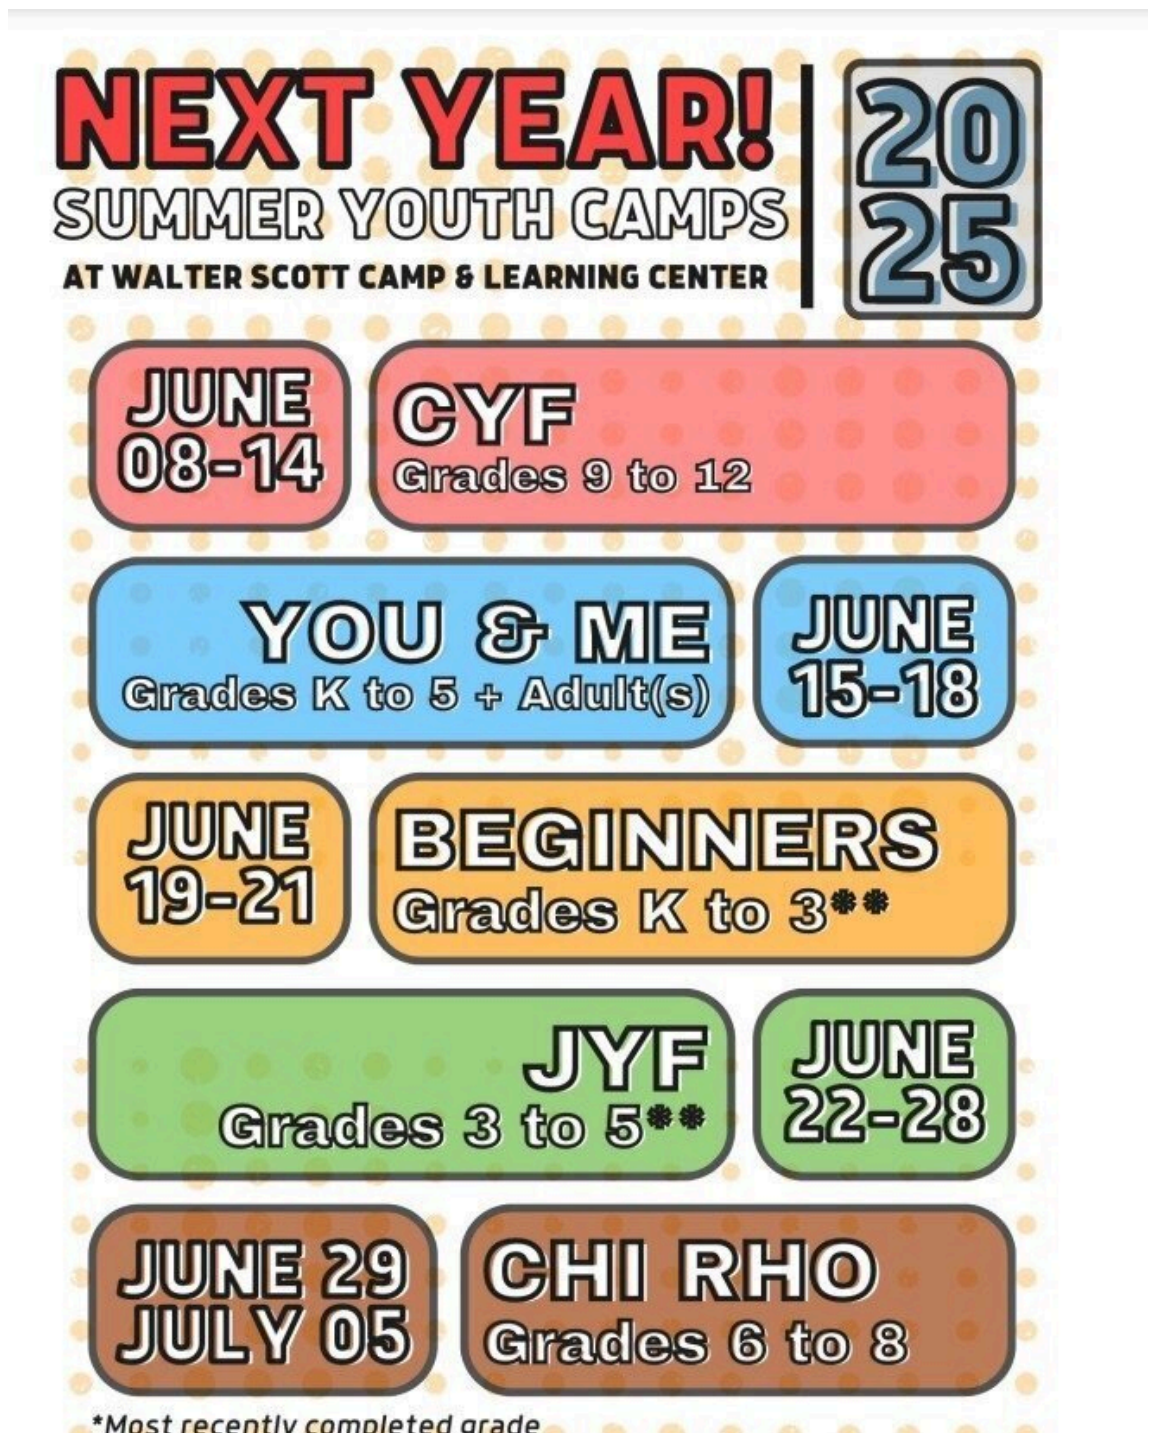 NEXT YEAR!
SUMMER YOUTH CAMPS
AT WALTER SCOTT CAMP & LEARNING CENTER
20
25
JUNE
08-14
CYF
Grades 9 to 12
YOU & ME
Grades K to 5 + Adult(s)
JUNE
15-18
JUNE
19-21
BEGINNERS
Grades K to 3**
JYF
Grades 3 to 5**
JUNE
22-28
JUNE 29
JULY 05
CHI RHO
Grades 6 to 8
*Most recently completed grade